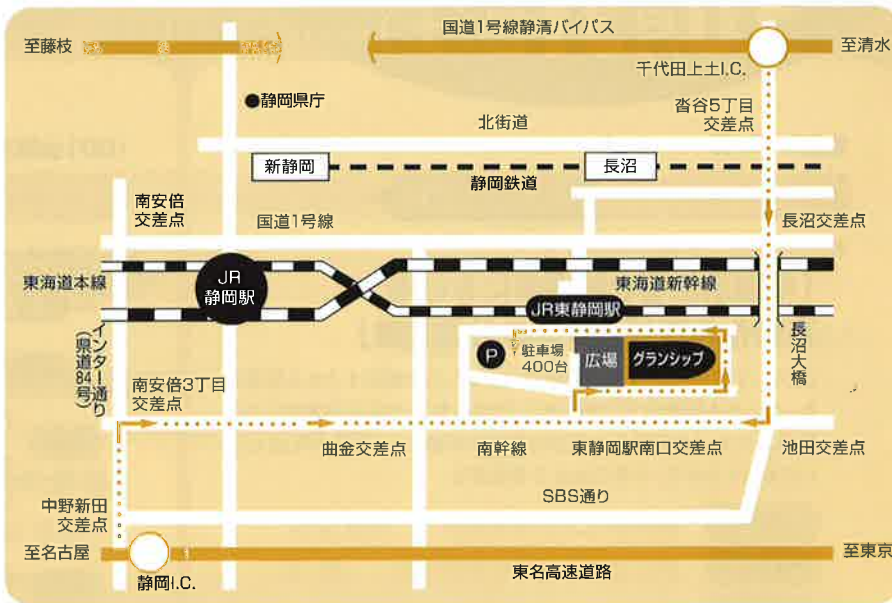 国道1号線静清バイパス
至藤枝
至清水
千代田上土I.C.
●静岡県庁
沓谷5丁目
交差点
北街道
新静岡
長沼
静岡鉄道
南安倍
交差点
国道1号線
長沼交差点
東海道本線
JR
静岡駅
東海道新幹線
JR東静岡駅
インター通り
(県道84号)
P
駐車場
400台
広場
グランシップ
長沼大橋
南安倍3丁目
交差点
曲金交差点
南幹線
東静岡駅南口交差点
池田交差点
中野新田
交差点
SBS通り
至名古屋
至東京
静岡I.C.
東名高速道路